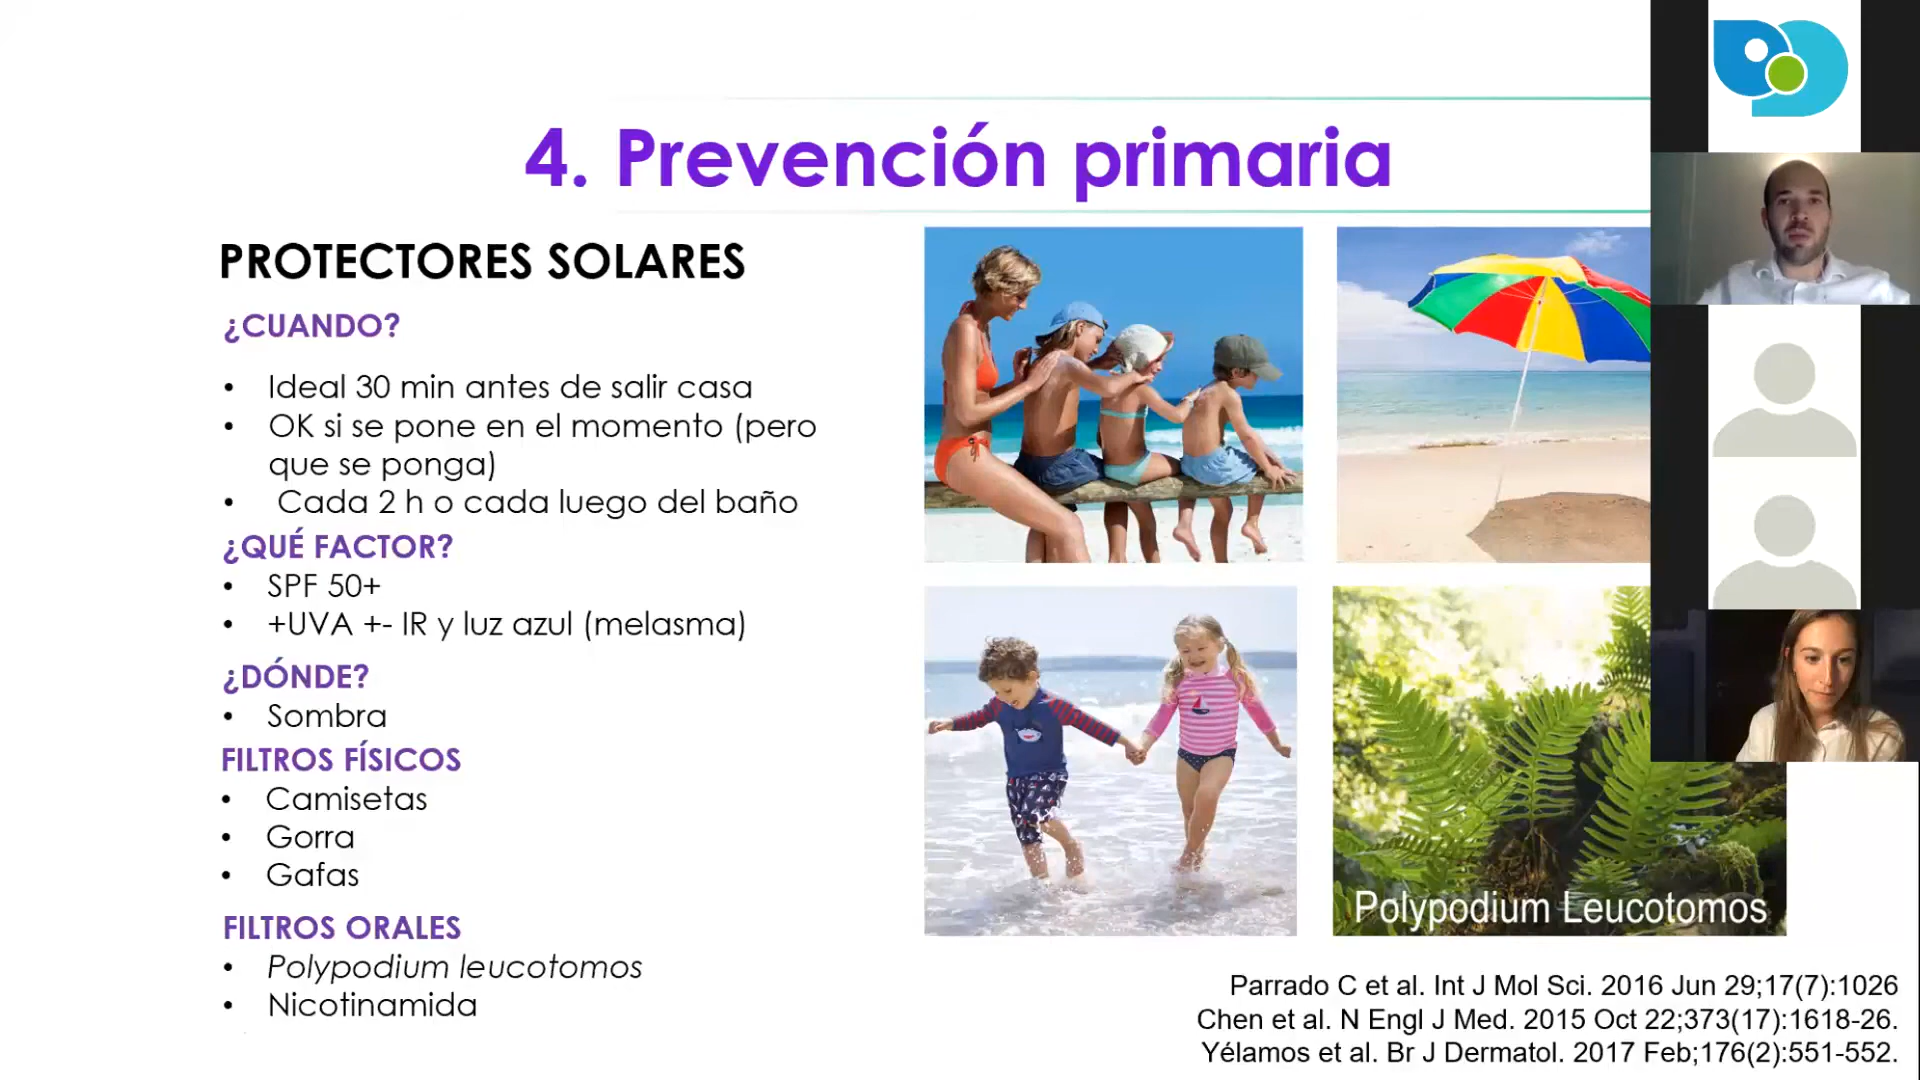 4. Prevención primaria
PROTECTORES SOLARES
¿CUANDO?
• Ideal 30 min antes de salir casa
• OK si se pone en el momento (pero
que se ponga)
• Cada 2 h o cada luego del baño
¿QUÉ FACTOR?
• SPF 50+
• +UVA +- IR y luz azul (melasma)
¿DÓNDE?
• Sombra
FILTROS FÍSICOS
• Camisetas
• Gorra
• Gafas
FILTROS ORALES
• Polypodium leucotomos
• Nicotinamida
Polypodium Leucotomos
Parrado C et al. Int J Mol Sci. 2016 Jun 29;17(7):1026
Chen et al. N Engl J Med. 2015 Oct 22;373(17):1618-26.
Yélamos et al. Br J Dermatol. 2017 Feb;176(2):551-552.